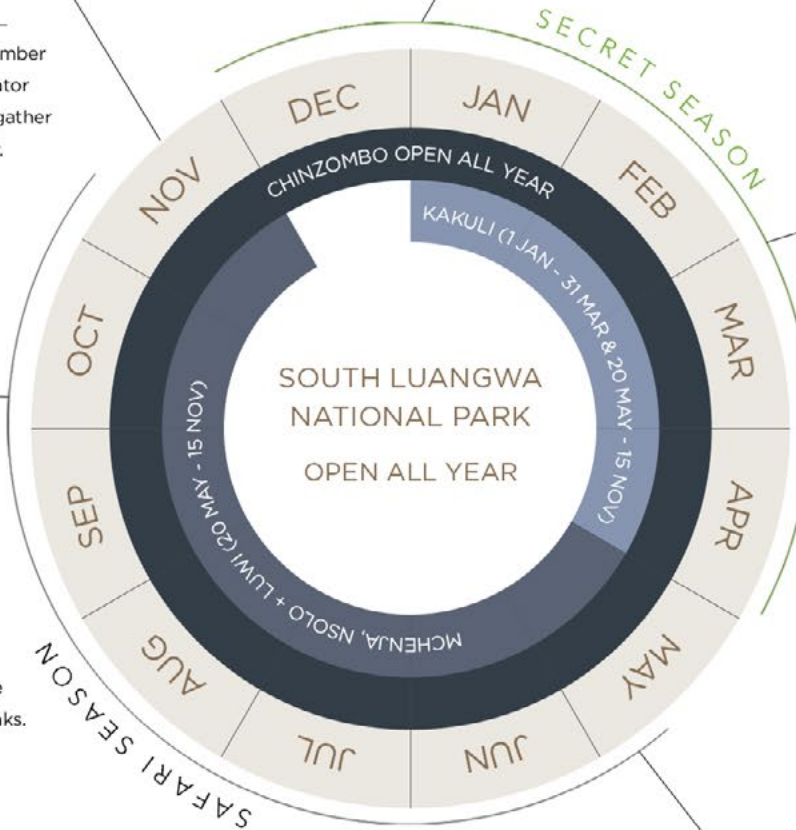 mber
tor
gather
SECRET SEASON
DEC
JAN
FEB
MAR
APR
MAY
JUN
JUL
AUG
SEP
OCT
NOV
CHINZOMBO OPEN ALL YEAR
KAKULI (1 JAN - 31 MAR & 20 MAY - 15 NOV)
MCHENJA, NSOLO + LUWI (20 MAY - 15 NOV)
SOUTH LUANGWA
NATIONAL PARK
OPEN ALL YEAR
SAFARI SEASON
e
ks.